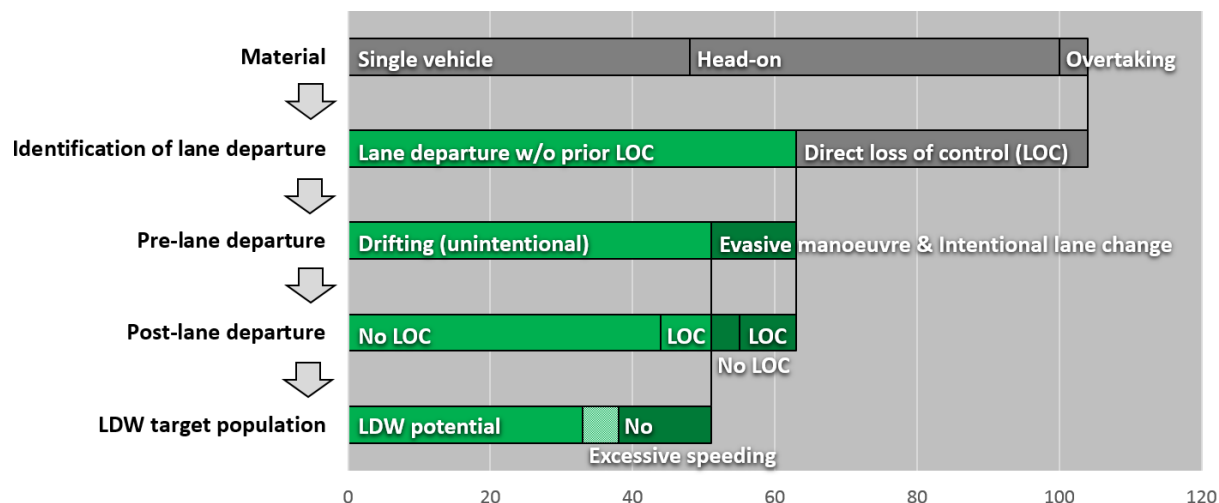 Material
Single vehicle
Head-on
Overtaking
Identification of lane departure
Lane departure w/o prior LOC
Direct loss of control (LOC)
Pre-lane departure
Drifting (unintentional)
Evasive manoeuvre & Intentional lane change
Post-lane departure
No LOC
LOC
LOC
No LOC
LDW target population
LDW potential
No
Excessive speeding
0
20
40
60
80
100
120